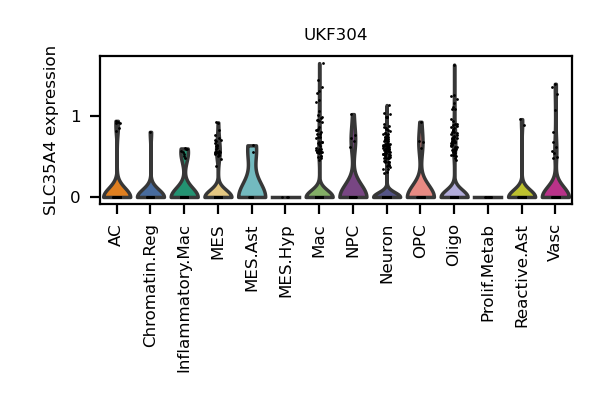 UKF304
SLC35A4 expression
1
0
AC
Chromatin.Reg
Inflammatory.Mac
MES
MES.Ast
MES.Hyp
Mac
NPC
Neuron
OPC
Oligo
Prolif.Metab
Reactive.Ast
Vasc